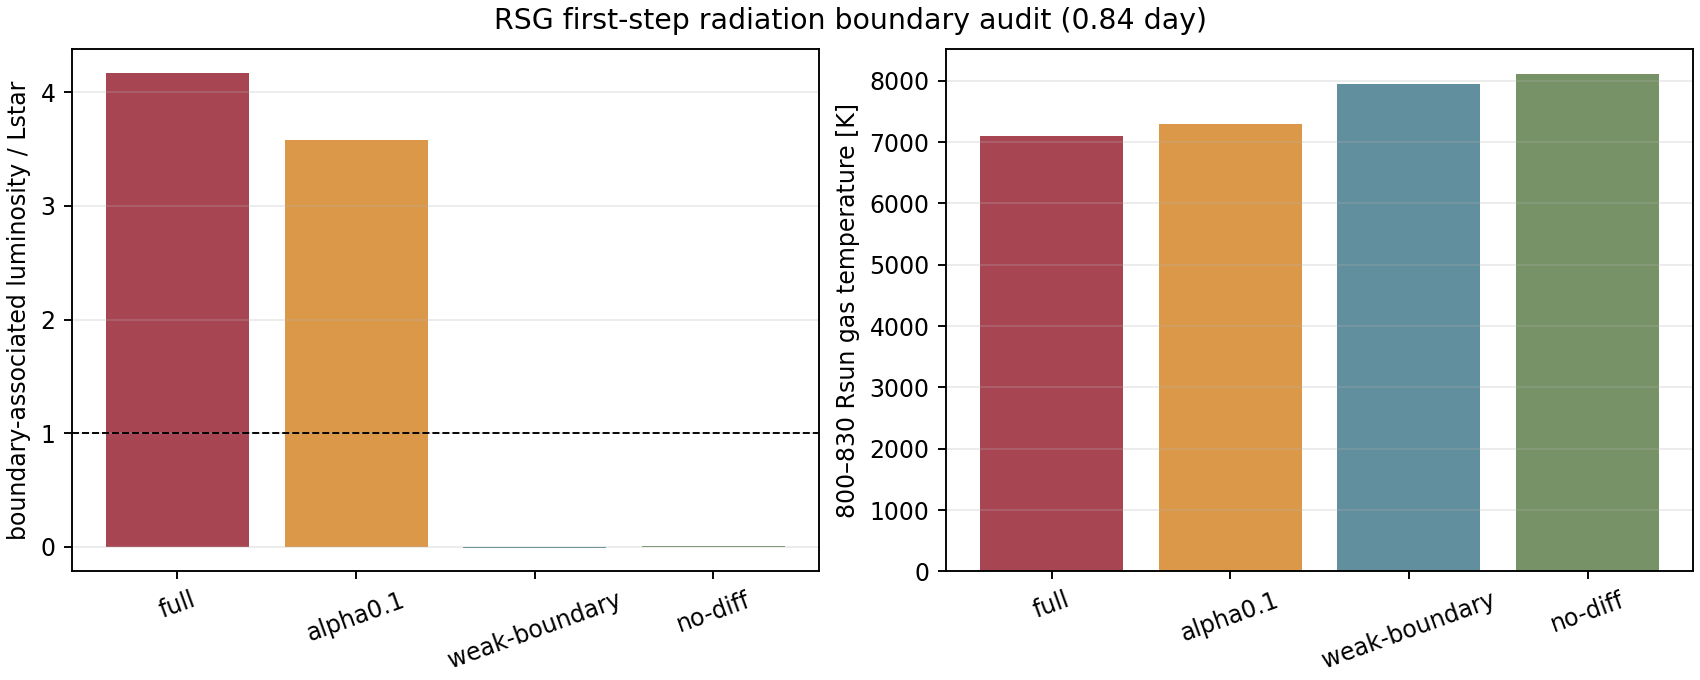 RSG first-step radiation boundary audit (0.84 day)
boundary-associated luminosity / Lstar
4
3
2
1
0
full
alpha0.1
weak-boundary
no-diff
800–830 Rsun gas temperature [K]
8000
7000
6000
5000
4000
3000
2000
1000
0
full
alpha0.1
weak-boundary
no-diff